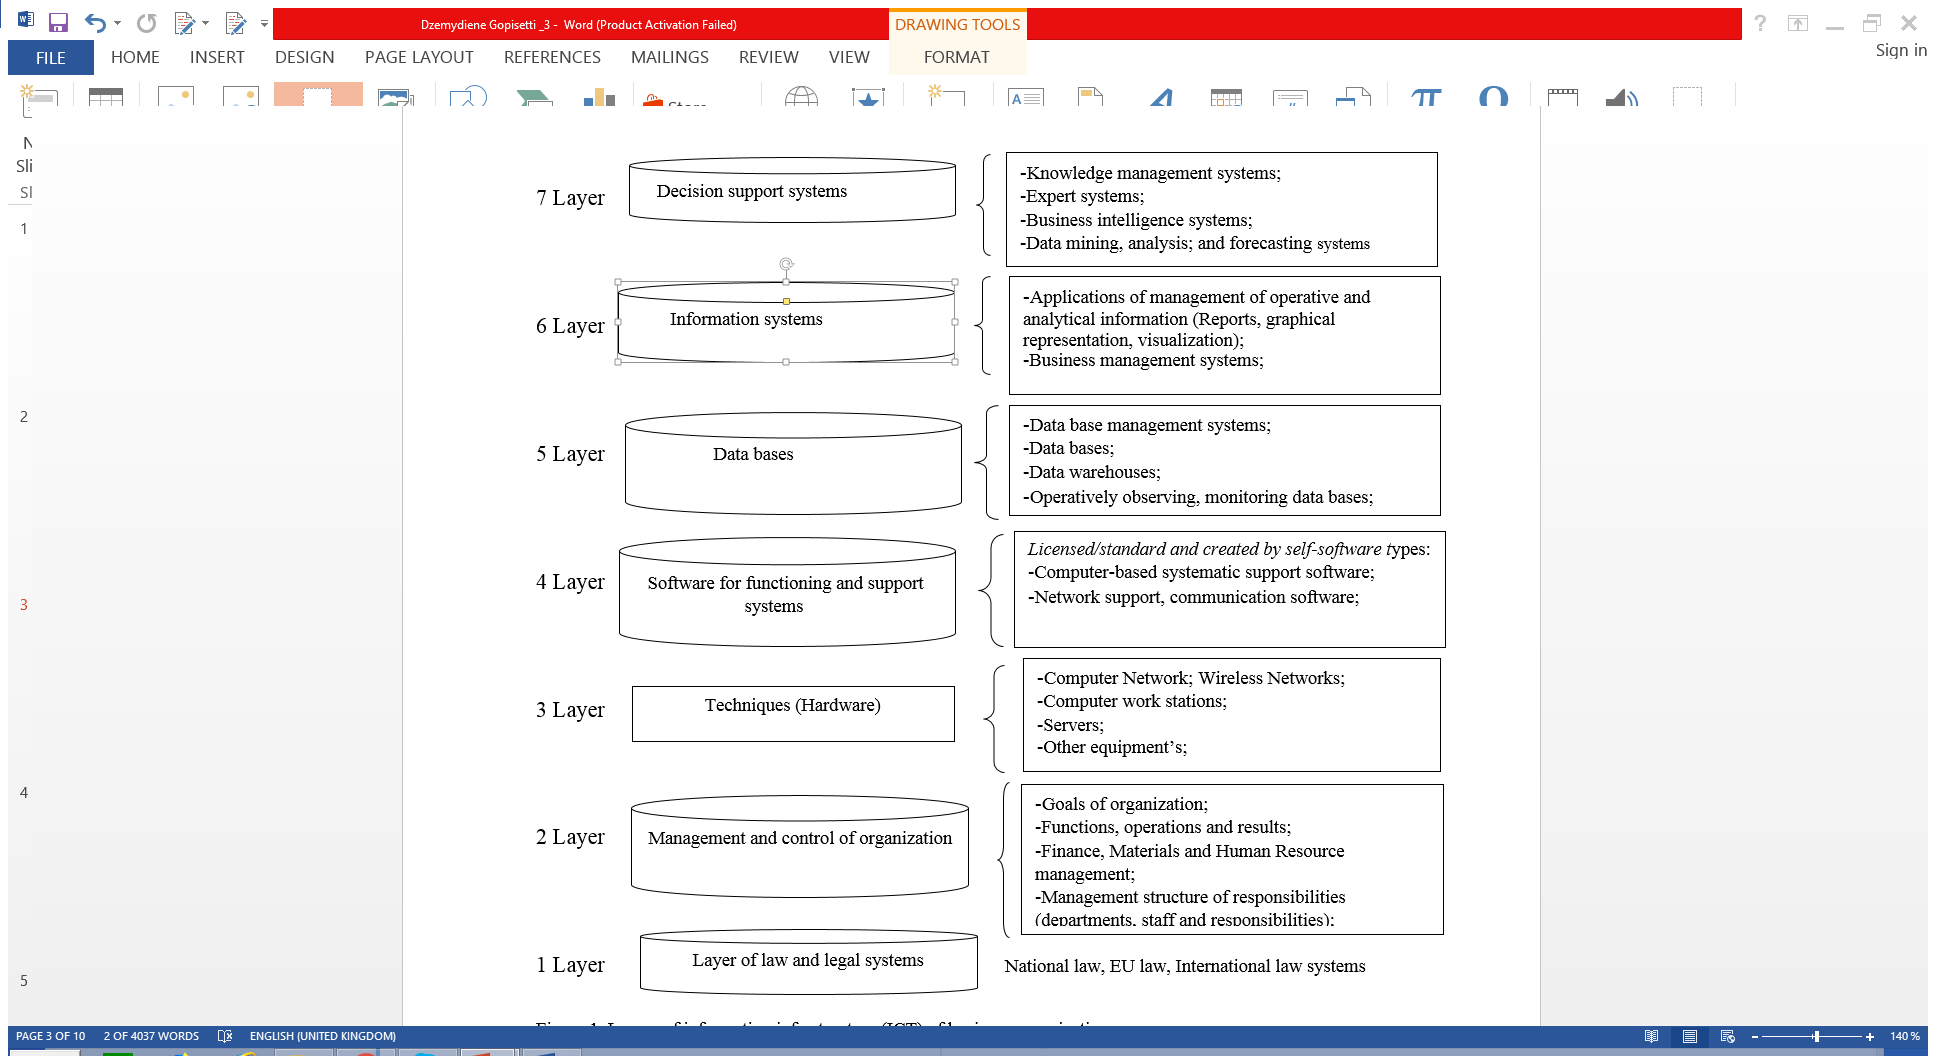 Dzemydiene Gopisetti _3 - Word (Product Activation Failed)
DRAWING TOOLS
Sign in
FILE
HOME
INSERT
DESIGN
PAGE LAYOUT
REFERENCES
MAILINGS
REVIEW
VIEW
FORMAT
7 Layer
Decision support systems
-Knowledge management systems;
-Expert systems;
-Business intelligence systems;
-Data mining, analysis; and forecasting systems
6 Layer
Information systems
-Applications of management of operative and
analytical information (Reports, graphical
representation, visualization);
-Business management systems;
5 Layer
Data bases
-Data base management systems;
-Data bases;
-Data warehouses;
-Operatively observing, monitoring data bases;
4 Layer
Software for functioning and support
systems
Licensed/standard and created by self-software types:
-Computer-based systematic support software;
-Network support, communication software;
3 Layer
Techniques (Hardware)
-Computer Network; Wireless Networks;
-Computer work stations;
-Servers;
-Other equipment’s;
2 Layer
Management and control of organization
-Goals of organization;
-Functions, operations and results;
-Finance, Materials and Human Resource
management;
-Management structure of responsibilities
(departments, staff and responsibilities);
1 Layer
Layer of law and legal systems
National law, EU law, International law systems
1
2
3
4
5
PAGE 3 OF 10
2 OF 4037 WORDS
ENGLISH (UNITED KINGDOM)
140 %